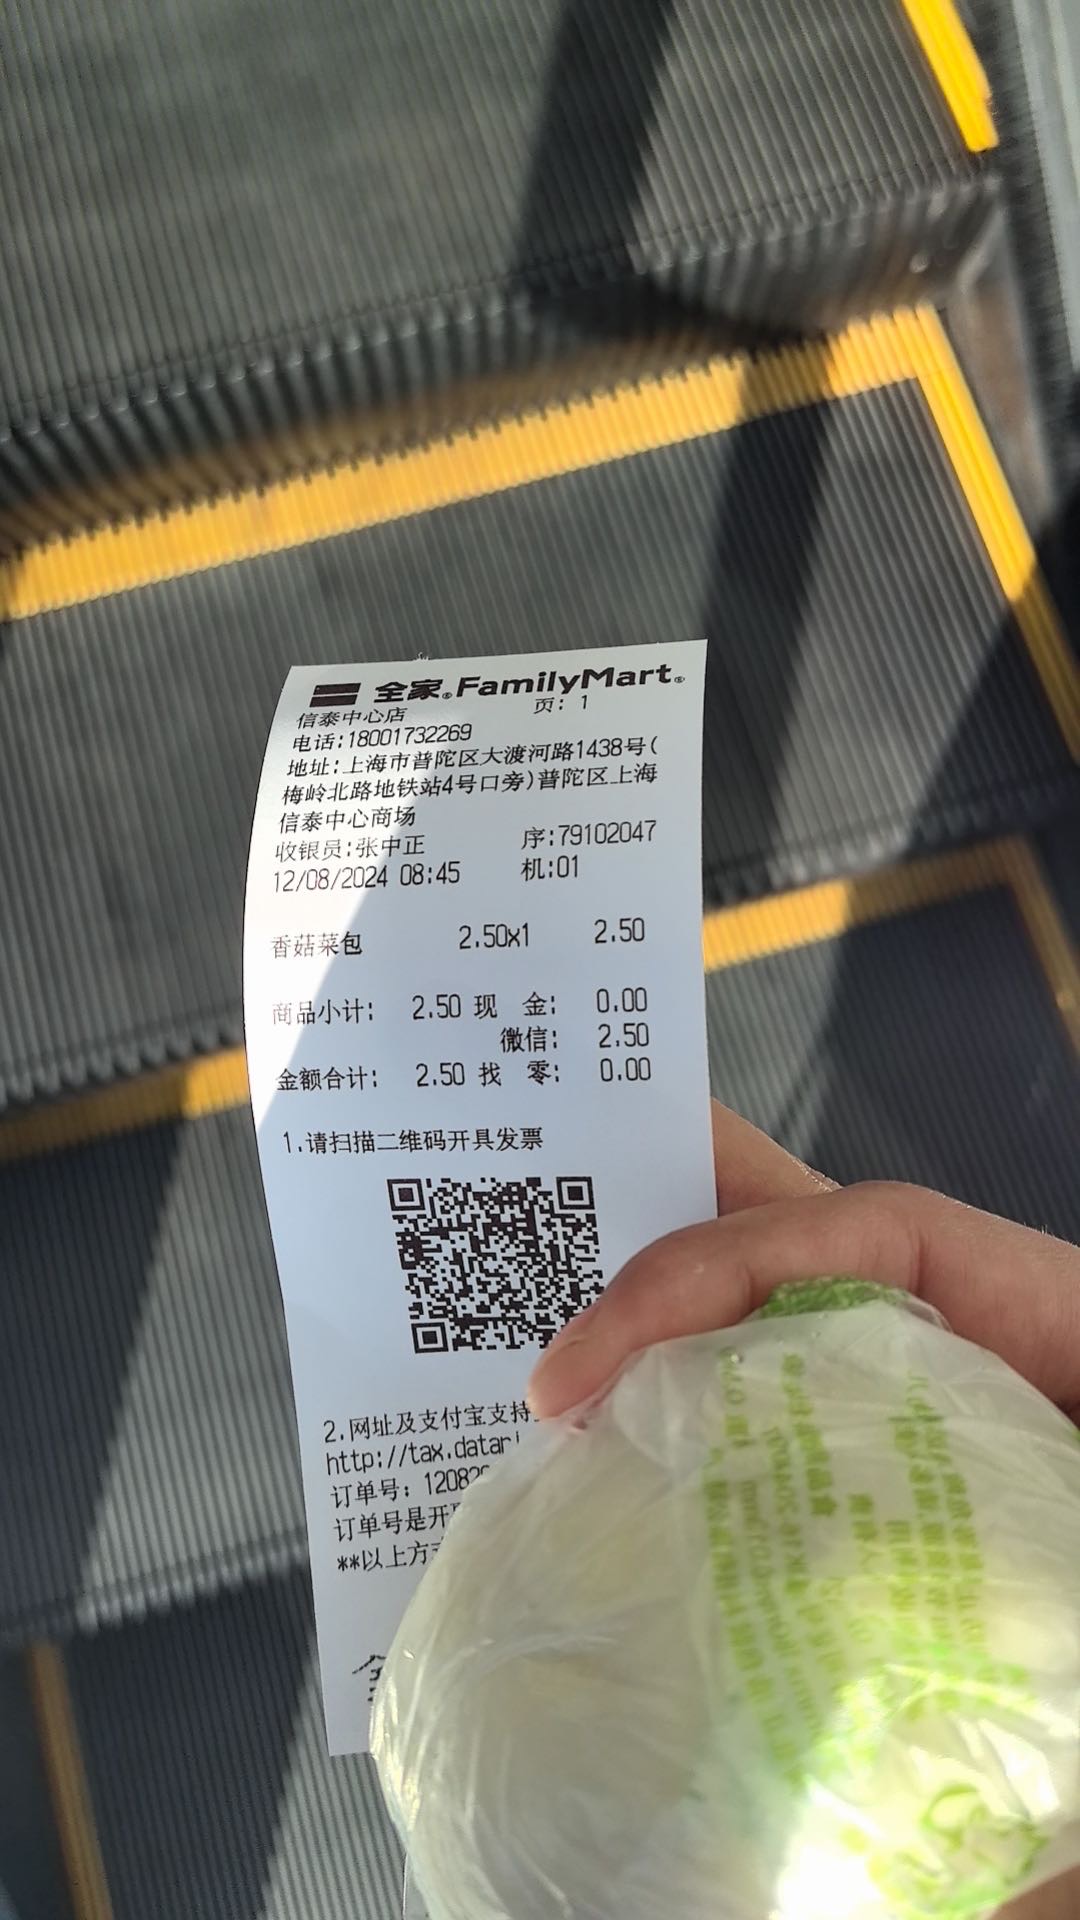 全家 FamilyMart
信泰中心店 页: 1
电话:18001732269
地址:上海市普陀区大渡河路1438号(
梅岭北路地铁站4号口旁)普陀区上海
信泰中心商场
收银员:张中正 序:79102047
12/08/2024 08:45 机:01
香菇菜包 2.50x1 2.50
商品小计: 2.50 现 金: 0.00
微信: 2.50
金额合计: 2.50 找 零: 0.00
1.请扫描二维码开具发票
2.网址及支付宝支持
http://tax.datar
订单号: 12082
订单号是开
**以上方